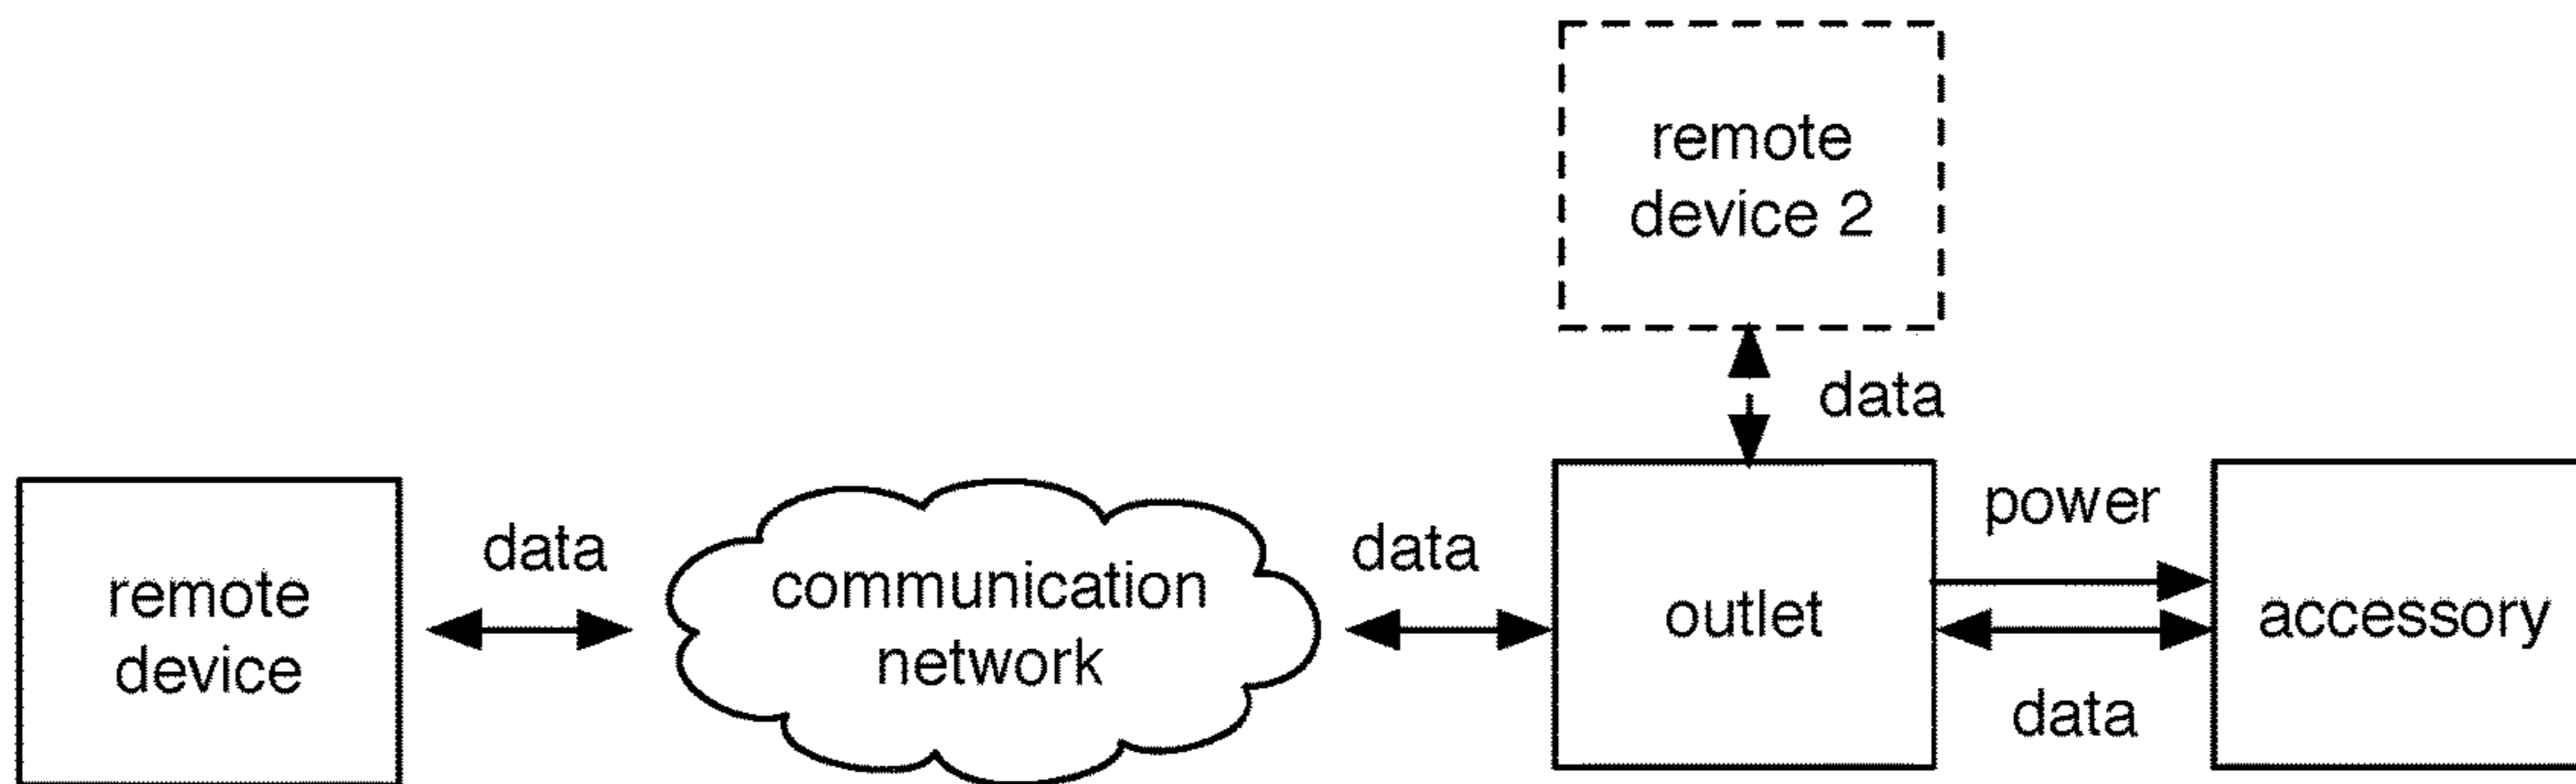 remote
device 2
data
remote
device
data
communication
network
data
outlet
power
data
accessory